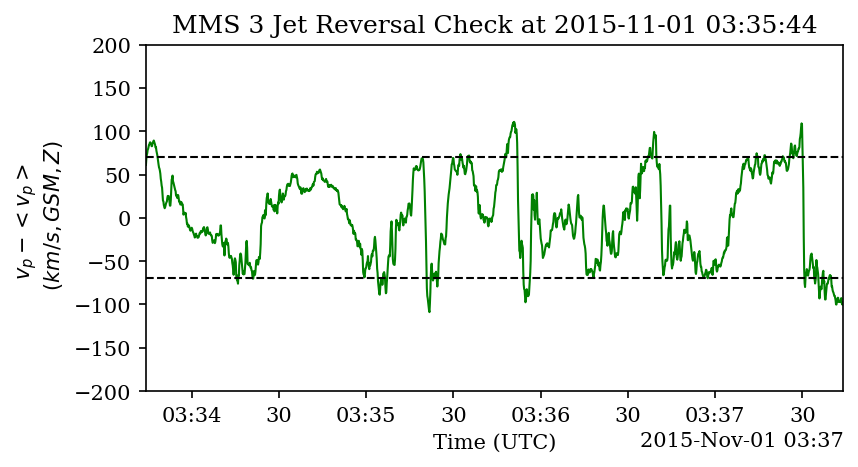 MMS 3 Jet Reversal Check at 2015-11-01 03:35:44
200
150
100
50
0
−50
−100
−150
−200
v_p − < v_p >
(km/s, GSM, Z)
03:34 30 03:35 30 03:36 30 03:37 30
Time (UTC) 2015-Nov-01 03:37